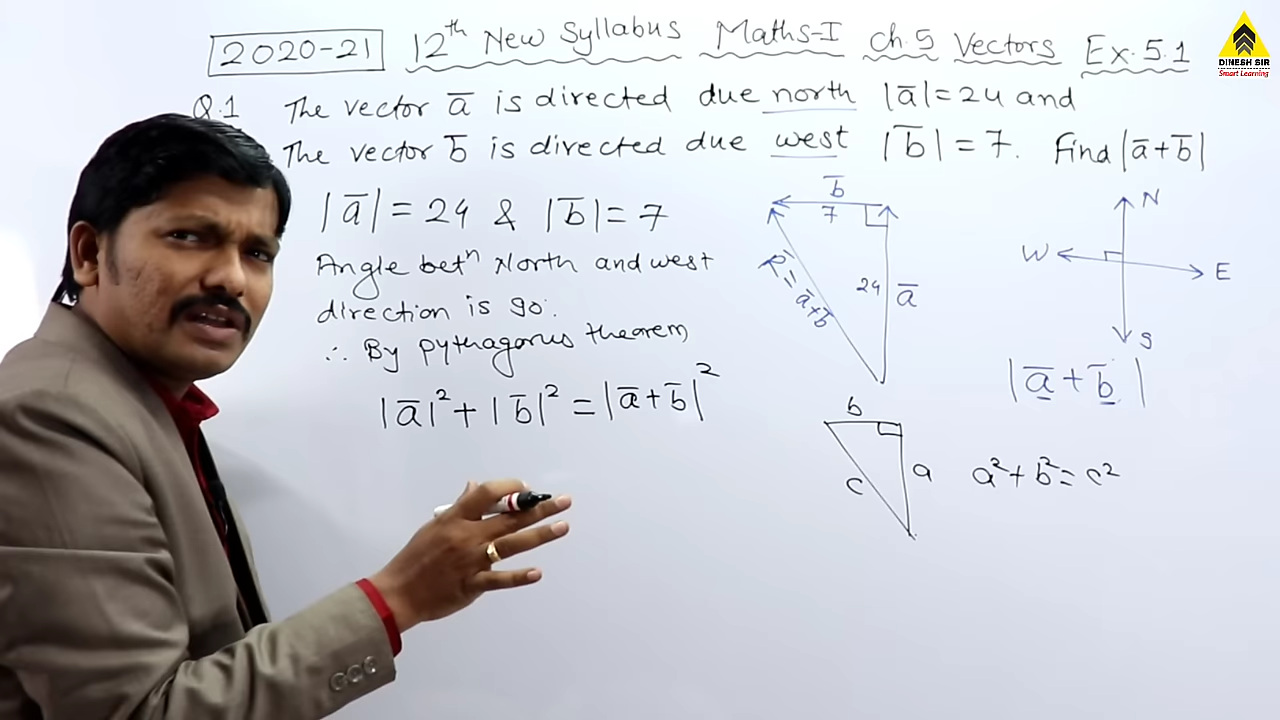 2020-21 12th New Syllabus Maths-I Ch.5 Vectors Ex.5.1
DINESH SIR
Smart Learning
Q.1 The vector a̅ is directed due north |a̅|=24 and
The vector b̅ is directed due west |b̅|=7. Find |a̅+b̅|
|a̅|=24 & |b̅|=7
Angle betⁿ North and west
direction is 90.
∴ By pythagorus theorem
|a̅|²+|b̅|²=|a̅+b̅|²
b̅
7
24 a̅
R̅=a̅+b̅
N
W E
S
|a̅+b̅|
b
c a
a²+b²=c²